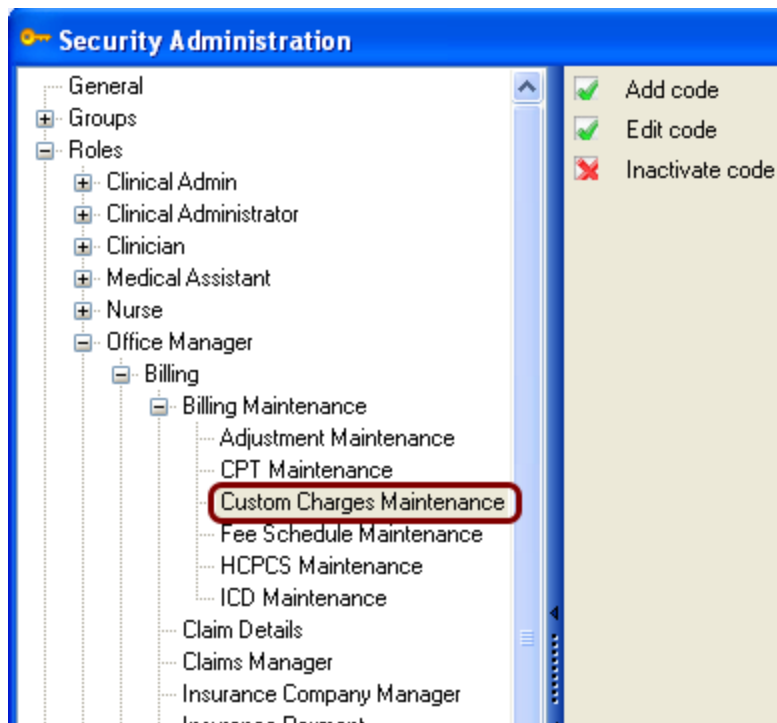 Security Administration
General
Groups
Roles
Clinical Admin
Clinical Administrator
Clinician
Medical Assistant
Nurse
Office Manager
Billing
Billing Maintenance
Adjustment Maintenance
CPT Maintenance
Custom Charges Maintenance
Fee Schedule Maintenance
HCPCS Maintenance
ICD Maintenance
Claim Details
Claims Manager
Insurance Company Manager
Insurance Payment
Add code
Edit code
Inactivate code